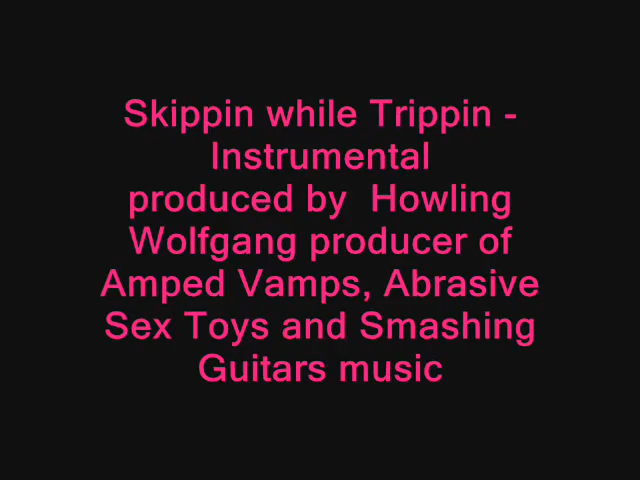 Skippin while Trippin -
Instrumental
produced by  Howling
Wolfgang producer of
Amped Vamps, Abrasive
Sex Toys and Smashing
Guitars music